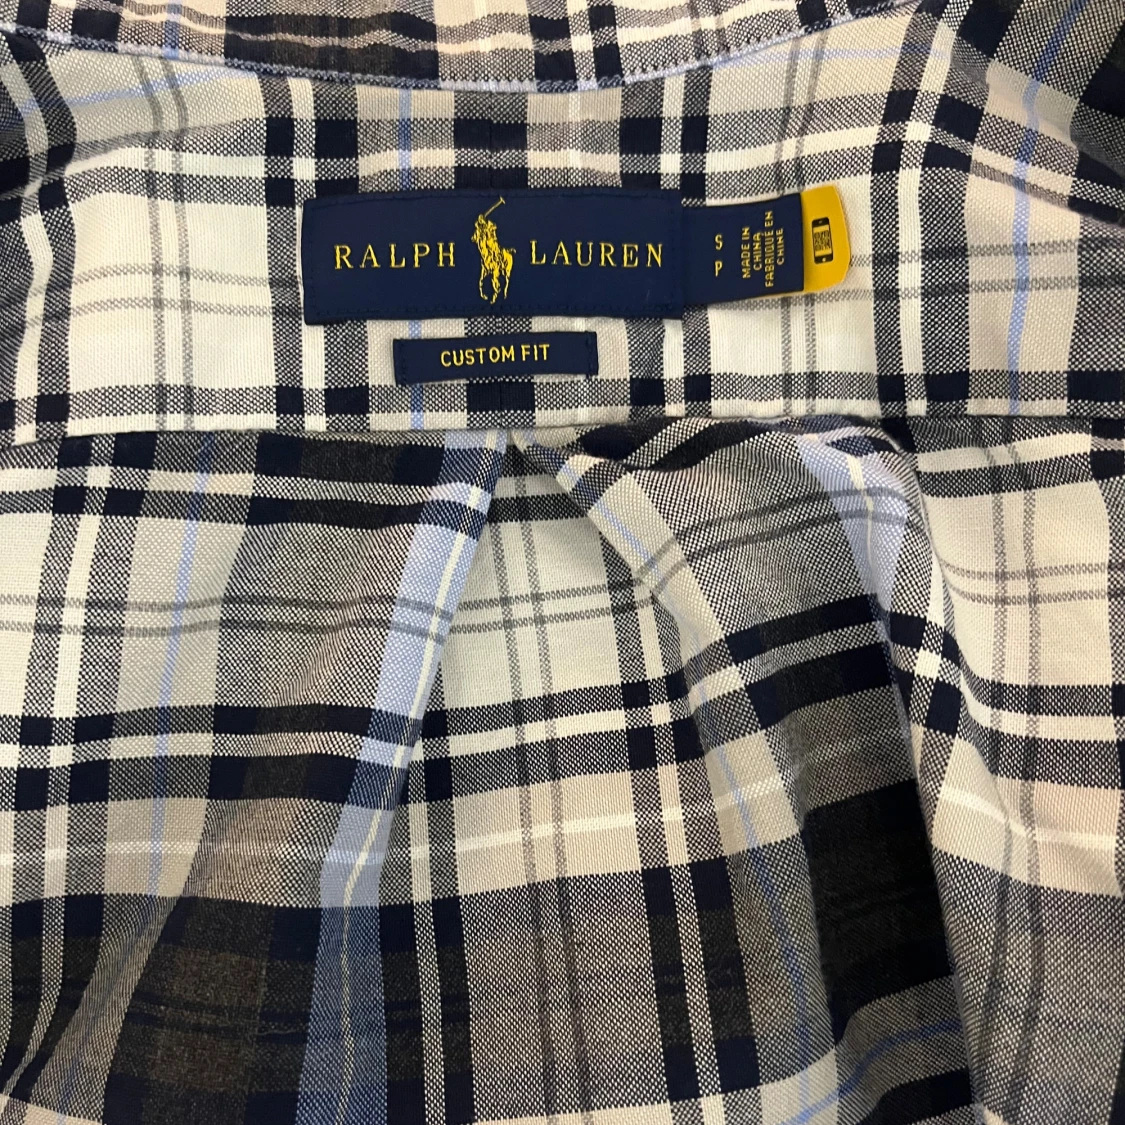 RALPH LAUREN
S
P
MADE IN
CHINA
FABRIQUÉ EN
CHINE
CUSTOM FIT